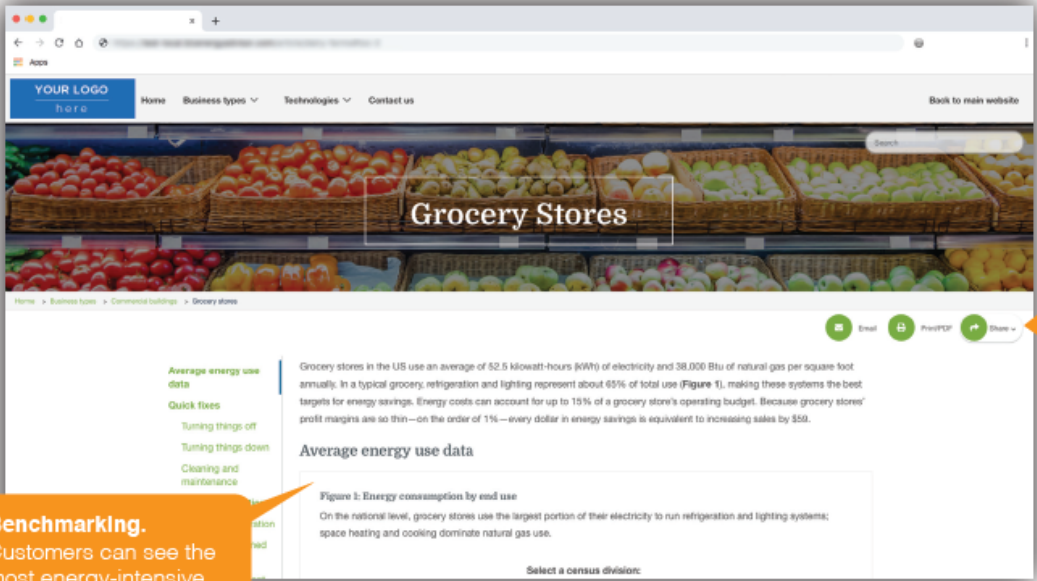 Apps
YOUR LOGO
here
Home Business types Technologies Contact us Back to main website
Search
Grocery Stores
Home > Business types > Commercial buildings > Grocery stores
Email Print/PDF Share
Average energy use
data
Quick fixes
Turning things off
Turning things down
Cleaning and
maintenance
Grocery stores in the US use an average of 52.5 kilowatt-hours (kWh) of electricity and 38,000 Btu of natural gas per square foot
annually. In a typical grocery, refrigeration and lighting represent about 65% of total use (Figure 1), making these systems the best
targets for energy savings. Energy costs can account for up to 15% of a grocery store's operating budget. Because grocery stores'
profit margins are so thin—on the order of 1%—every dollar in energy savings is equivalent to increasing sales by $59.
Average energy use data
Figure 1: Energy consumption by end use
On the national level, grocery stores use the largest portion of their electricity to run refrigeration and lighting systems;
space heating and cooking dominate natural gas use.
Select a census division:
Benchmarking.
Customers can see the
most energy-intensive